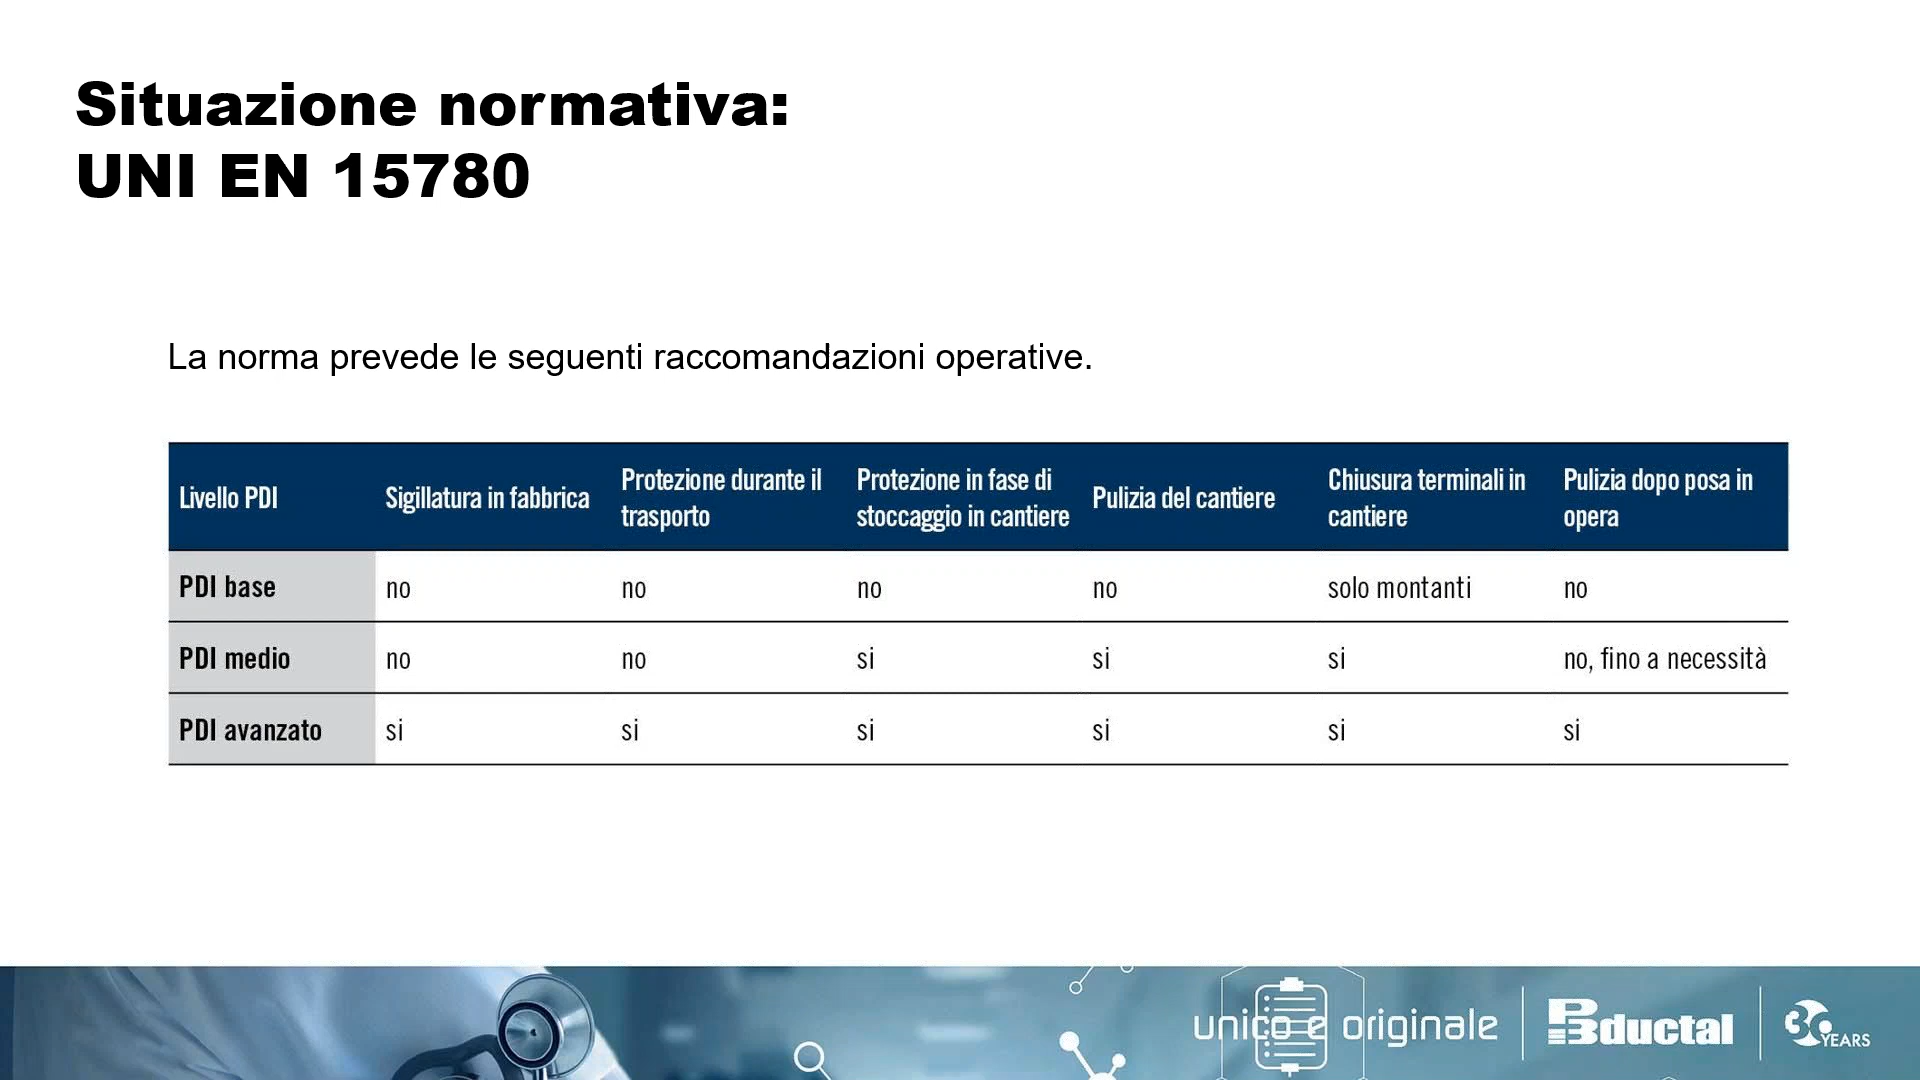 Situazione normativa:
UNI EN 15780
La norma prevede le seguenti raccomandazioni operative.
Livello PDI
Sigillatura in fabbrica
Protezione durante il
trasporto
Protezione in fase di
stoccaggio in cantiere
Pulizia del cantiere
Chiusura terminali in
cantiere
Pulizia dopo posa in
opera
PDI base no no no no solo montanti no
PDI medio no no si si si no, fino a necessità
PDI avanzato si si si si si si
unico e originale
P3ductal
30 YEARS